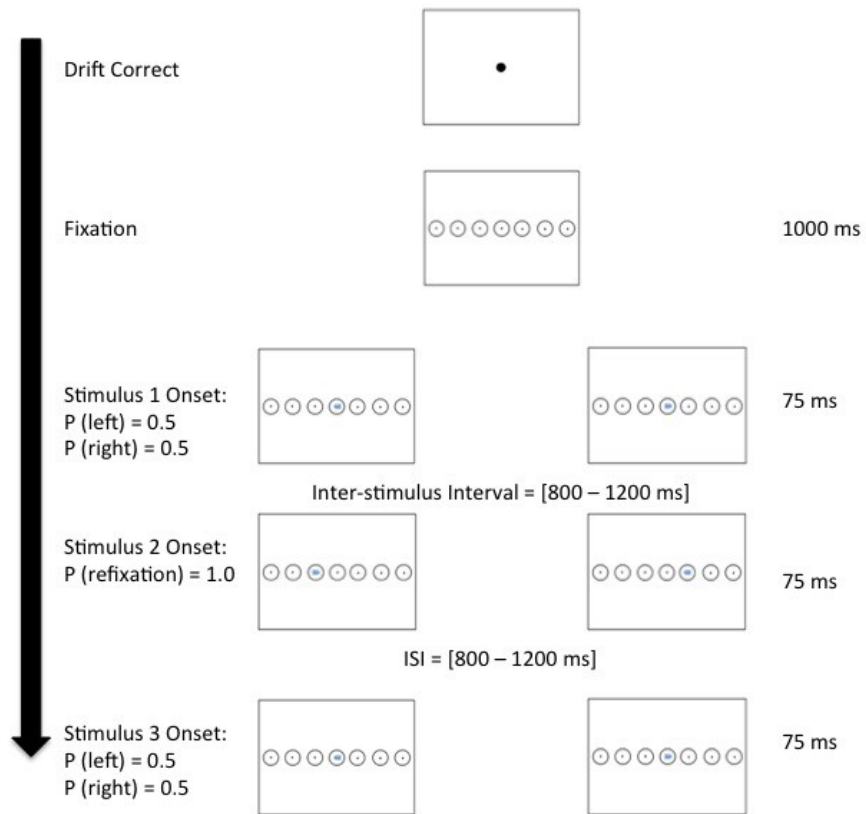 Drift Correct
Fixation
1000 ms
Stimulus 1 Onset:
P (left) = 0.5
P (right) = 0.5
75 ms
Inter-stimulus Interval = [800 – 1200 ms]
Stimulus 2 Onset:
P (refixation) = 1.0
75 ms
ISI = [800 – 1200 ms]
Stimulus 3 Onset:
P (left) = 0.5
P (right) = 0.5
75 ms